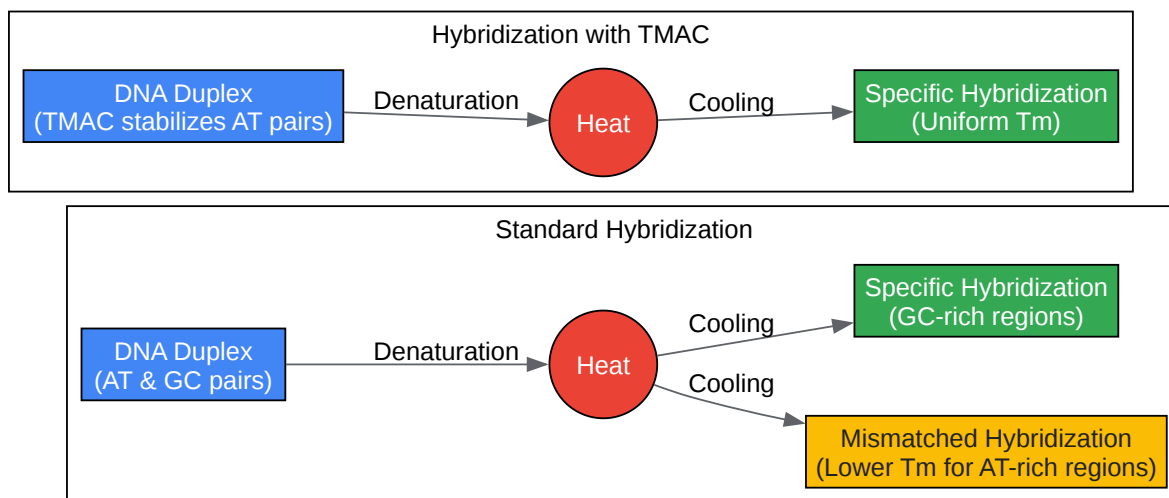 Hybridization with TMAC
DNA Duplex
(TMAC stabilizes AT pairs)
Denaturation
Heat
Cooling
Specific Hybridization
(Uniform Tm)
Standard Hybridization
DNA Duplex
(AT & GC pairs)
Denaturation
Heat
Cooling
Specific Hybridization
(GC-rich regions)
Cooling
Mismatched Hybridization
(Lower Tm for AT-rich regions)